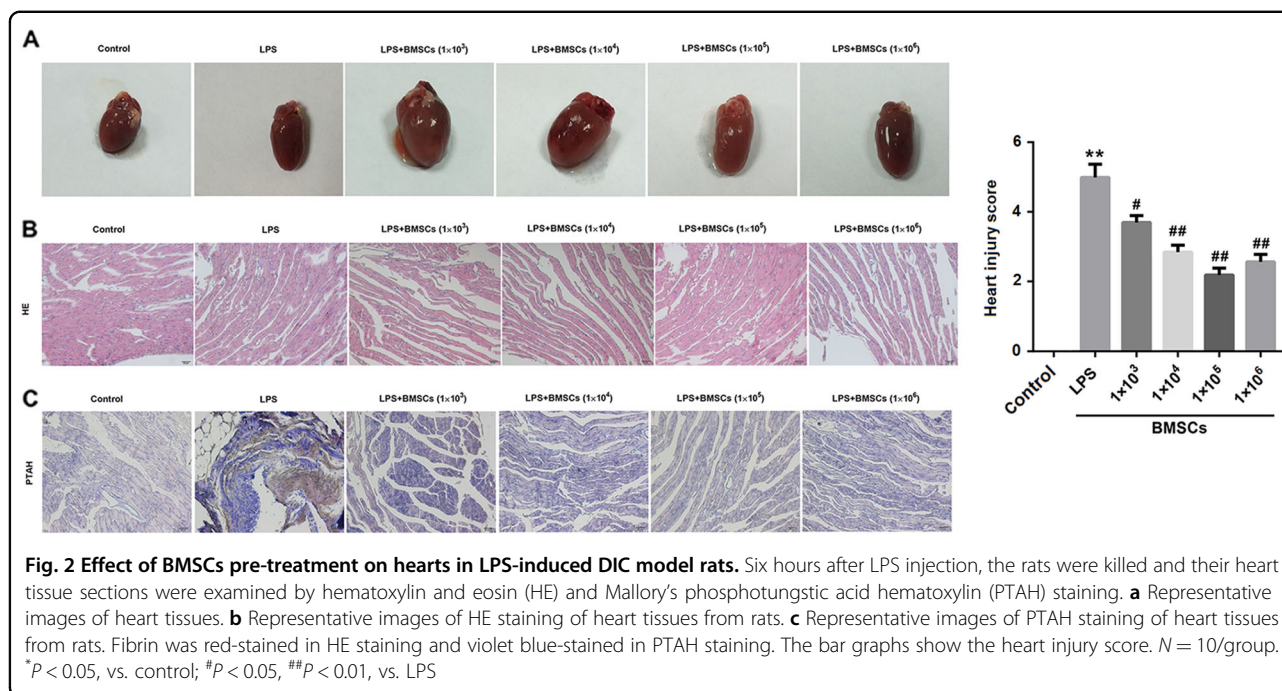 A
Control LPS LPS+BMSCs (1×10³) LPS+BMSCs (1×10⁴) LPS+BMSCs (1×10⁵) LPS+BMSCs (1×10⁶)
B
Control LPS LPS+BMSCs (1×10³) LPS+BMSCs (1×10⁴) LPS+BMSCs (1×10⁵) LPS+BMSCs (1×10⁶)
HE
C
Control LPS LPS+BMSCs (1×10³) LPS+BMSCs (1×10⁴) LPS+BMSCs (1×10⁵) LPS+BMSCs (1×10⁶)
PTAH
Heart injury score
6
4
2
0
**
#
##
##
##
Control LPS 1×10³ 1×10⁴ 1×10⁵ 1×10⁶
BMSCs
Fig. 2 Effect of BMSCs pre-treatment on hearts in LPS-induced DIC model rats. Six hours after LPS injection, the rats were killed and their heart
tissue sections were examined by hematoxylin and eosin (HE) and Mallory's phosphotungstic acid hematoxylin (PTAH) staining. a Representative
images of heart tissues. b Representative images of HE staining of heart tissues from rats. c Representative images of PTAH staining of heart tissues
from rats. Fibrin was red-stained in HE staining and violet blue-stained in PTAH staining. The bar graphs show the heart injury score. N = 10/group.
*P < 0.05, vs. control; #P < 0.05, ##P < 0.01, vs. LPS